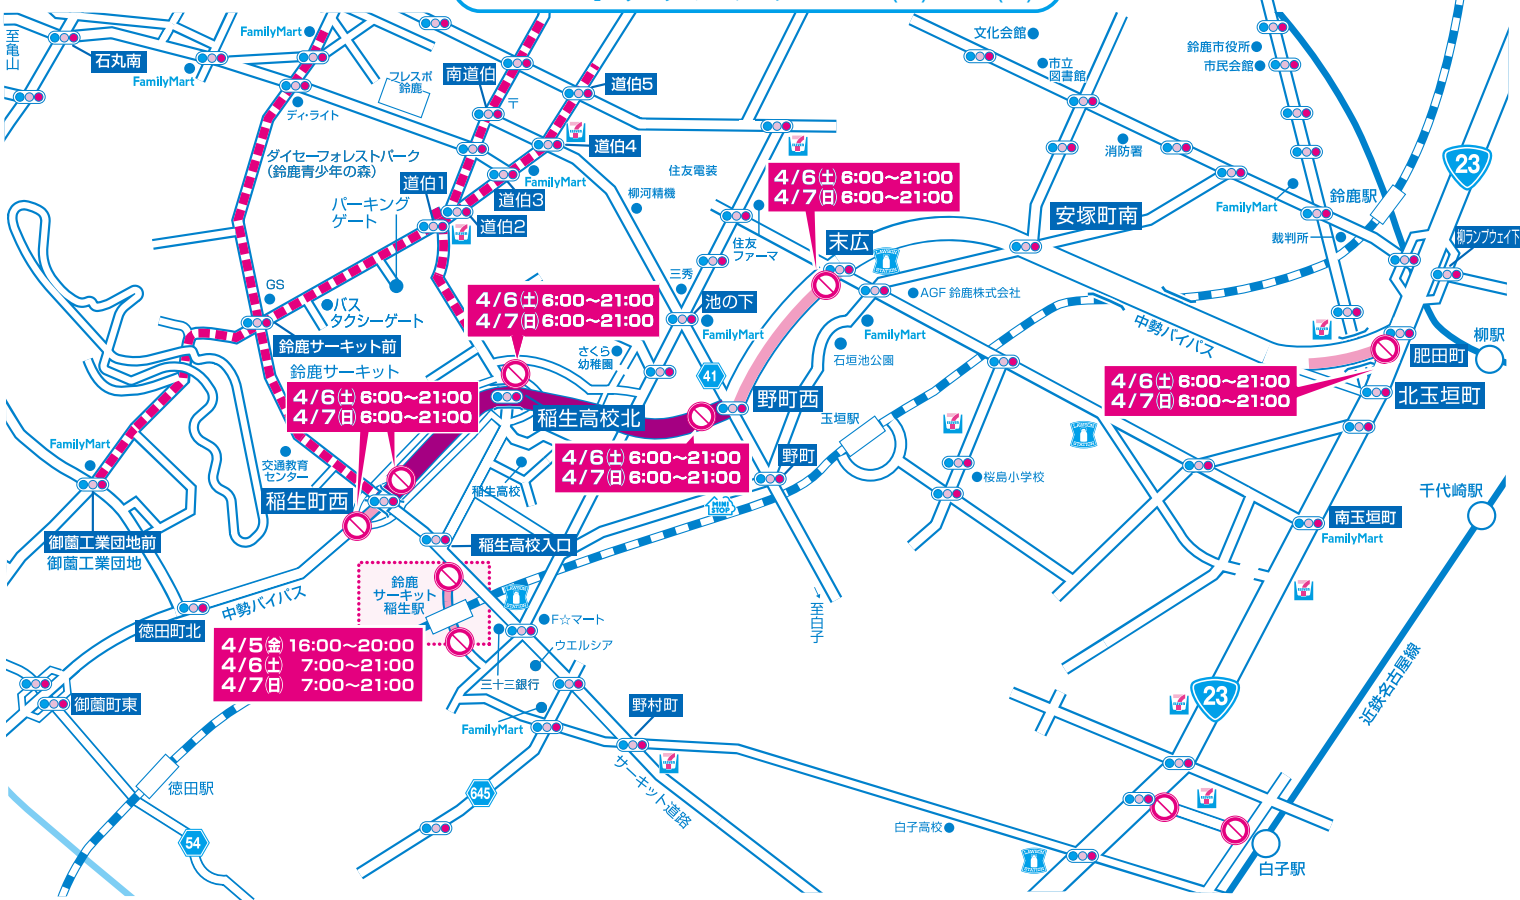 至亀山
石丸南
FamilyMart
FamilyMart
フレスポ
鈴鹿
南道伯
〒
道伯5
ディ・ライト
道伯4
FamilyMart
道伯3
道伯1
道伯2
ダイセーフォレストパーク
(鈴鹿青少年の森)
パーキング
ゲート
住友電装
柳河精機
文化会館
市立
図書館
鈴鹿市役所
市民会館
消防署
FamilyMart
鈴鹿駅
裁判所
23
柳ランプウェイ下
安塚町南
4/6(土) 6:00〜21:00
4/7(日) 6:00〜21:00
末広
住友
ファーマ
三秀
池の下
FamilyMart
AGF 鈴鹿株式会社
FamilyMart
石垣池公園
中勢バイパス
柳駅
肥田町
北玉垣町
4/6(土) 6:00〜21:00
4/7(日) 6:00〜21:00
GS
バス
タクシーゲート
鈴鹿サーキット前
鈴鹿サーキット
4/6(土) 6:00〜21:00
4/7(日) 6:00〜21:00
さくら
幼稚園
41
4/6(土) 6:00〜21:00
4/7(日) 6:00〜21:00
稲生高校北
野町西
玉垣駅
4/6(土) 6:00〜21:00
4/7(日) 6:00〜21:00
野町
MINI
STOP
FamilyMart
交通教育
センター
稲生町西
稲生高校
桜島小学校
千代崎駅
南玉垣町
FamilyMart
御薗工業団地前
御薗工業団地
稲生高校入口
鈴鹿
サーキット
稲生駅
中勢バイパス
徳田町北
至白子
4/5(金) 16:00〜20:00
4/6(土) 7:00〜21:00
4/7(日) 7:00〜21:00
F☆マート
ウエルシア
三十三銀行
FamilyMart
野村町
御薗町東
徳田駅
54
645
サーキット道路
23
近鉄名古屋線
白子高校
白子駅